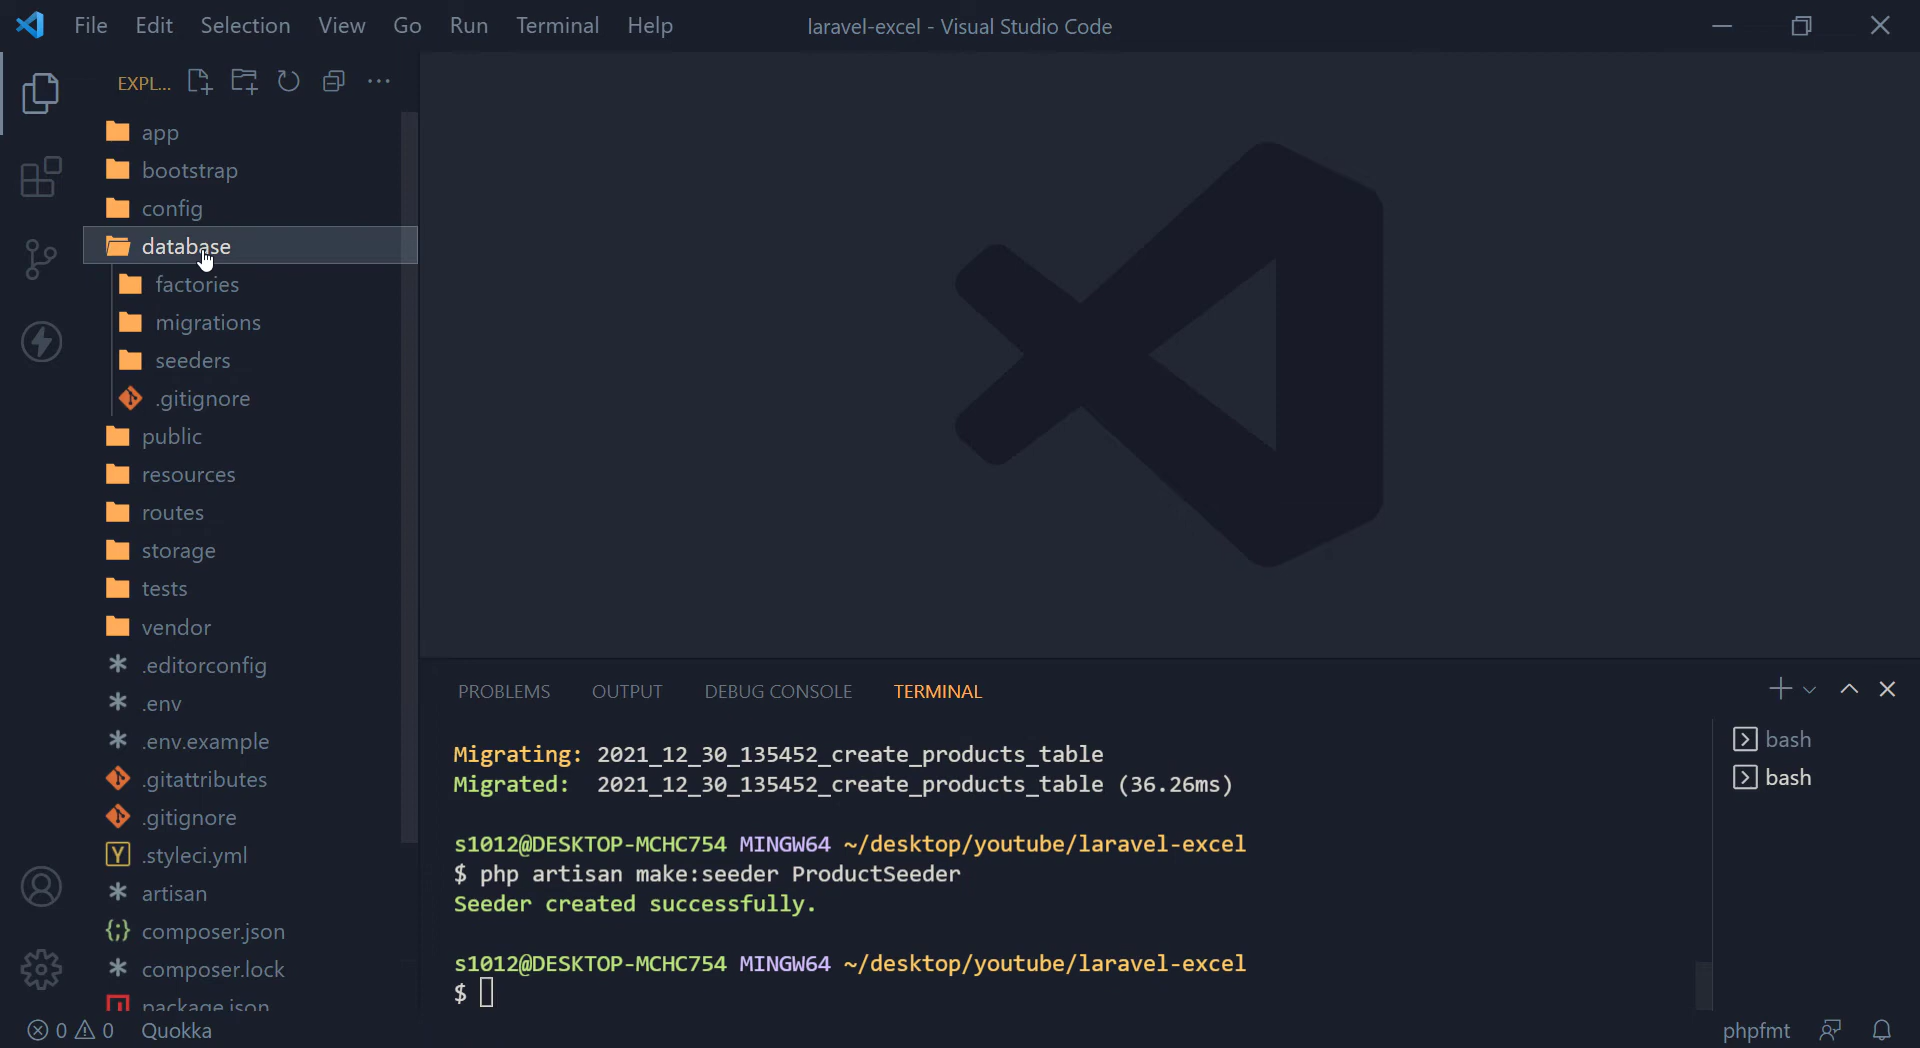 File Edit Selection View Go Run Terminal Help laravel-excel - Visual Studio Code
EXPL...
app
bootstrap
config
database
factories
migrations
seeders
.gitignore
public
resources
routes
storage
tests
vendor
.editorconfig
.env
.env.example
.gitattributes
.gitignore
.styleci.yml
artisan
composer.json
composer.lock
package.json
PROBLEMS OUTPUT DEBUG CONSOLE TERMINAL
Migrating: 2021_12_30_135452_create_products_table
Migrated: 2021_12_30_135452_create_products_table (36.26ms)
s1012@DESKTOP-MCHC754 MINGW64 ~/desktop/youtube/laravel-excel
$ php artisan make:seeder ProductSeeder
Seeder created successfully.
s1012@DESKTOP-MCHC754 MINGW64 ~/desktop/youtube/laravel-excel
$
bash
bash
0 0 Quokka phpfmt